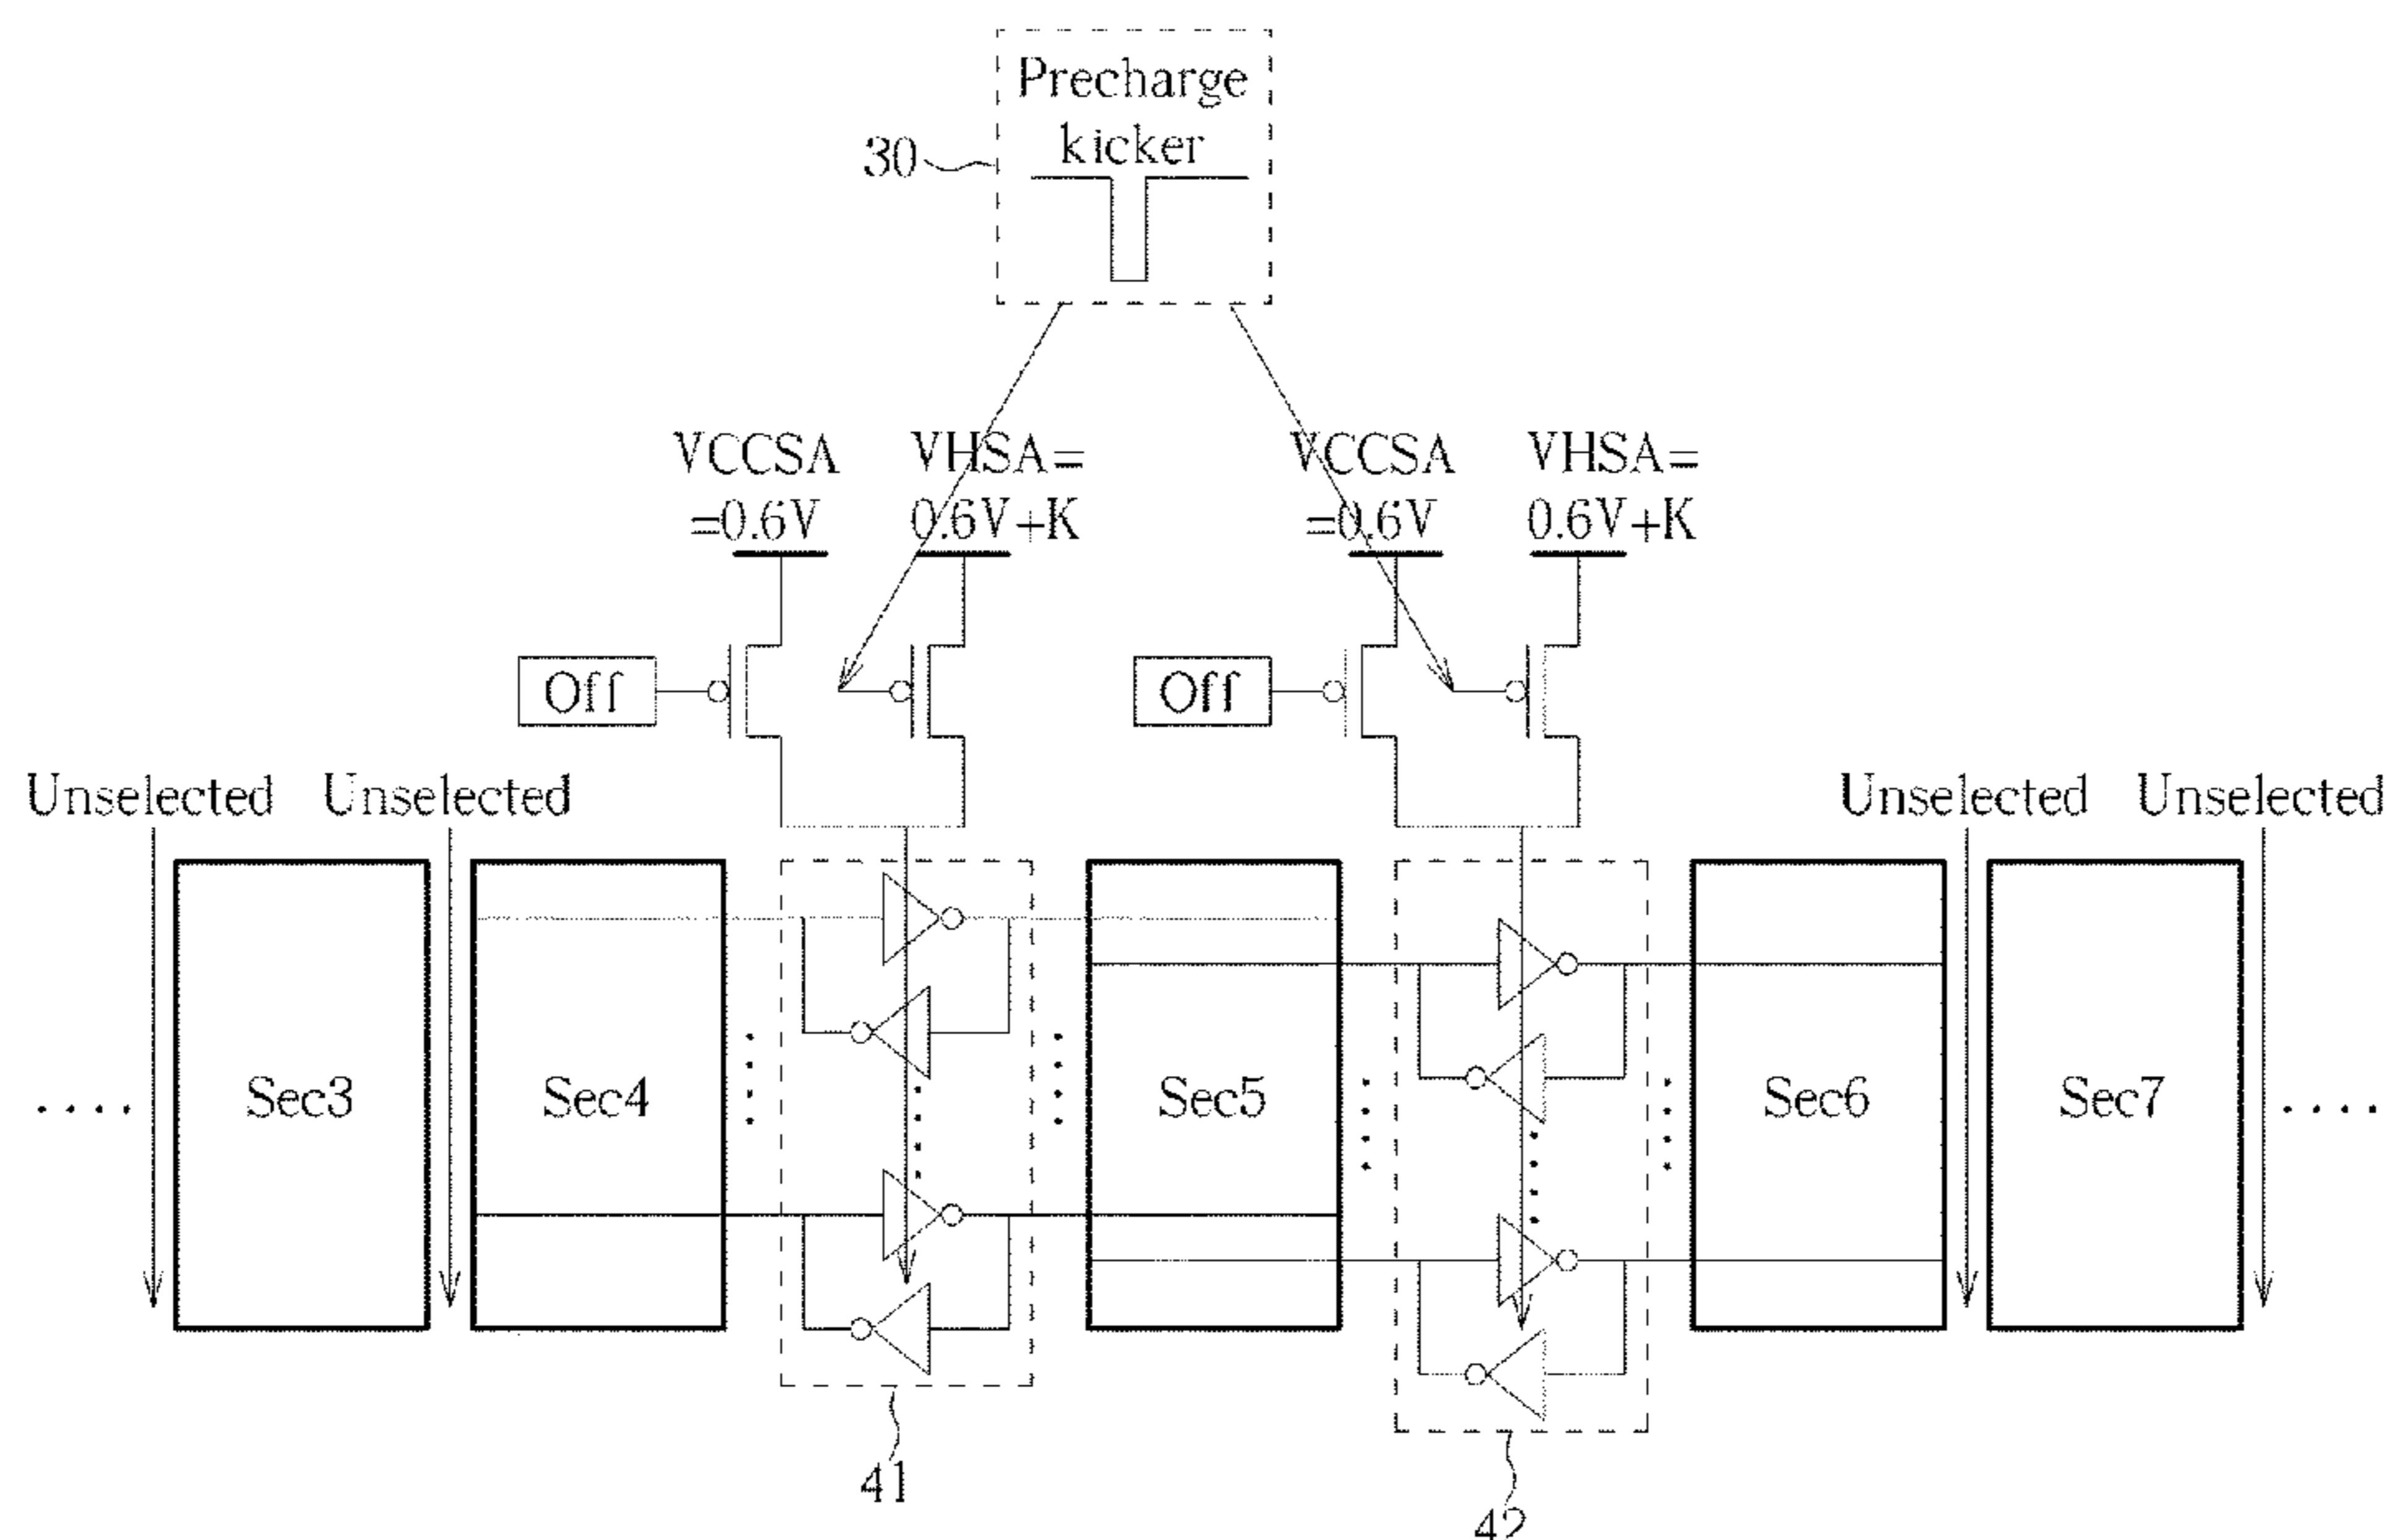 Precharge
kicker
30
VCCSA
=0.6V
VHSA=
0.6V+K
VCCSA
=0.6V
VHSA=
0.6V+K
Off
Off
Unselected
Unselected
Unselected
Unselected
Sec3
Sec4
Sec5
Sec6
Sec7
41
42